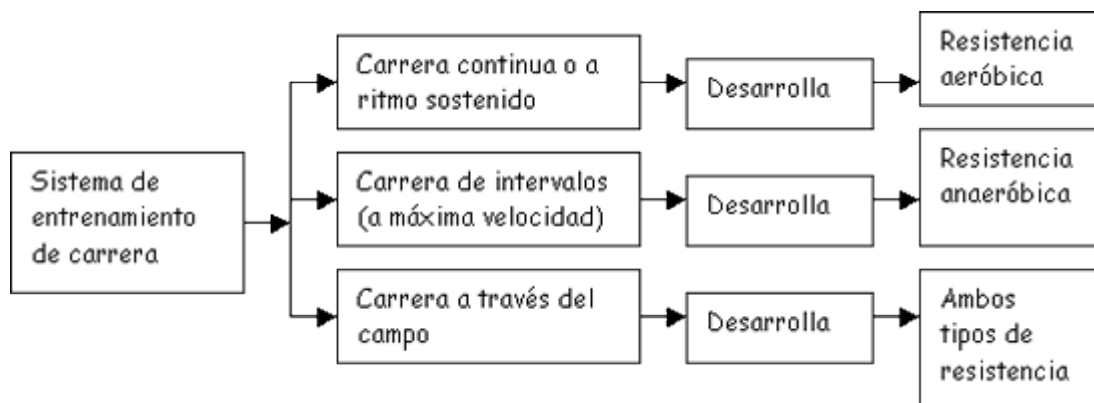 Sistema de
entrenamiento
de carrera
Carrera continua o a
ritmo sostenido
Desarrolla
Resistencia
aeróbica
Carrera de intervalos
(a máxima velocidad)
Desarrolla
Resistencia
anaeróbica
Carrera a través del
campo
Desarrolla
Ambos
tipos de
resistencia